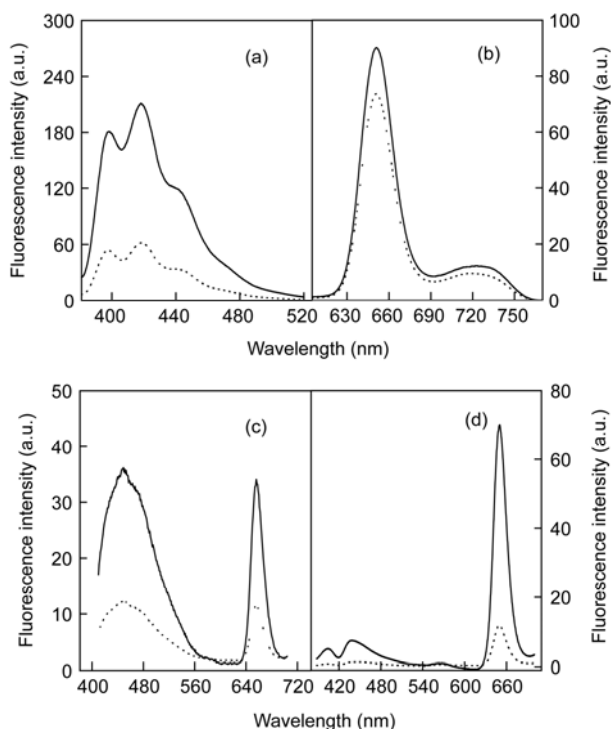 300
240
180
120
60
0
Fluorescence intensity (a.u.)
(a)
400 440 480 520
(b)
630 660 690 720 750
100
80
60
40
20
0
Fluorescence intensity (a.u.)
Wavelength (nm)
50
40
30
20
10
0
Fluorescence intensity (a.u.)
(c)
400 480 560 640 720
(d)
420 480 540 600 660
80
60
40
20
0
Fluorescence intensity (a.u.)
Wavelength (nm)